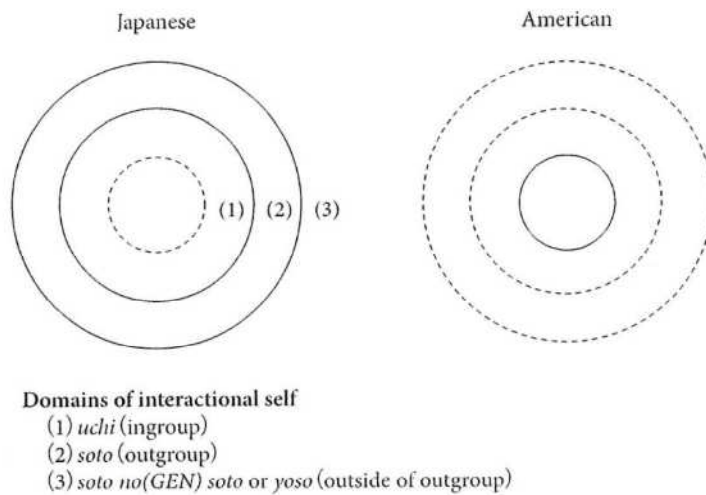 Japanese
American
(1) (2) (3)
Domains of interactional self
(1) uchi (ingroup)
(2) soto (outgroup)
(3) soto no(GEN) soto or yoso (outside of outgroup)